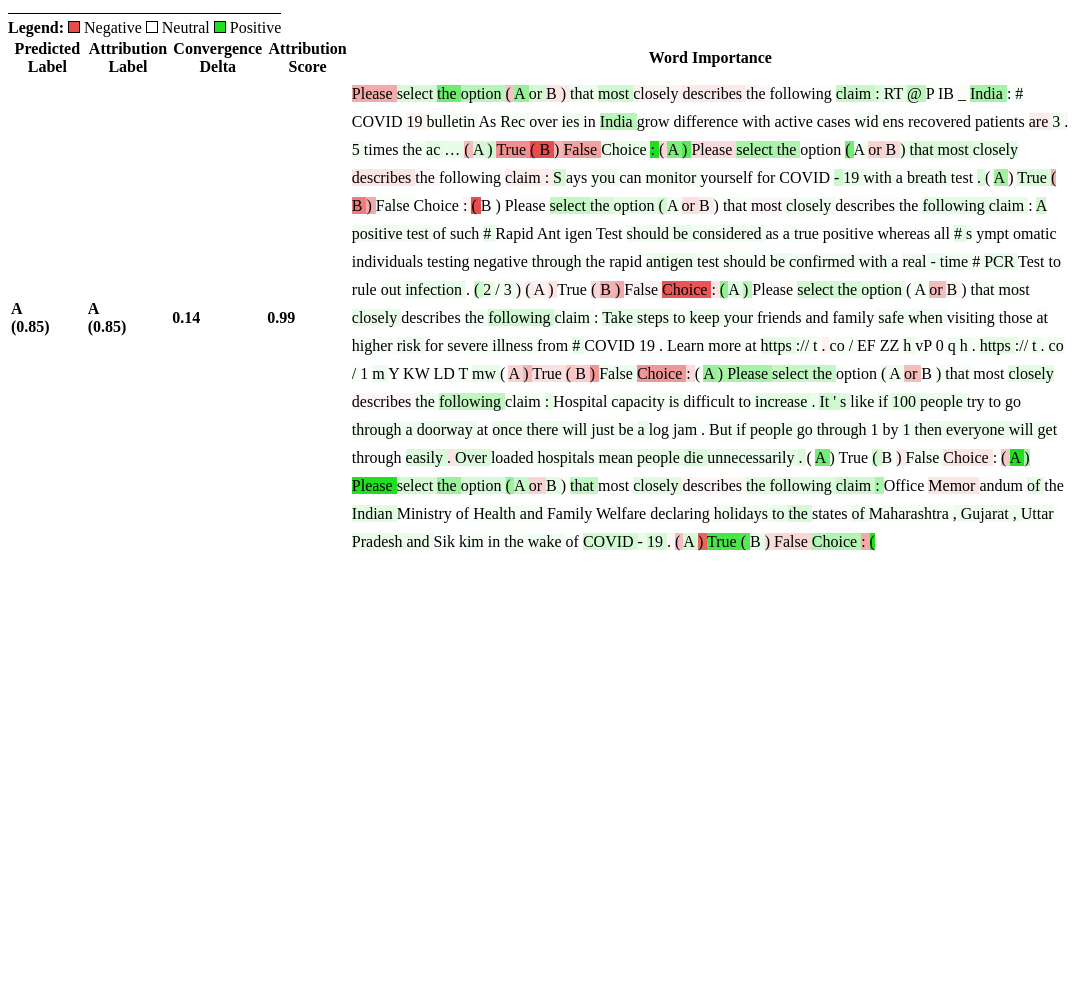 Legend: Negative Neutral Positive
Predicted Label Attribution Label Convergence Delta Attribution Score Word Importance
A (0.85) A (0.85) 0.14 0.99
Please select the option ( A or B ) that most closely describes the following claim : RT @ P IB _ India : #
COVID 19 bulletin As Rec over ies in India grow difference with active cases wid ens recovered patients are 3 .
5 times the ac … ( A ) True ( B ) False Choice : ( A ) Please select the option ( A or B ) that most closely
describes the following claim : S ays you can monitor yourself for COVID - 19 with a breath test . ( A ) True (
B ) False Choice : ( B ) Please select the option ( A or B ) that most closely describes the following claim : A
positive test of such # Rapid Ant igen Test should be considered as a true positive whereas all # s ympt omatic
individuals testing negative through the rapid antigen test should be confirmed with a real - time # PCR Test to
rule out infection . ( 2 / 3 ) ( A ) True ( B ) False Choice : ( A ) Please select the option ( A or B ) that most
closely describes the following claim : Take steps to keep your friends and family safe when visiting those at
higher risk for severe illness from # COVID 19 . Learn more at https :// t . co / EF ZZ h vP 0 q h . https :// t . co
/ 1 m Y KW LD T mw ( A ) True ( B ) False Choice : ( A ) Please select the option ( A or B ) that most closely
describes the following claim : Hospital capacity is difficult to increase . It ' s like if 100 people try to go
through a doorway at once there will just be a log jam . But if people go through 1 by 1 then everyone will get
through easily . Over loaded hospitals mean people die unnecessarily . ( A ) True ( B ) False Choice : ( A )
Please select the option ( A or B ) that most closely describes the following claim : Office Memor andum of the
Indian Ministry of Health and Family Welfare declaring holidays to the states of Maharashtra , Gujarat , Uttar
Pradesh and Sik kim in the wake of COVID - 19 . ( A ) True ( B ) False Choice : (